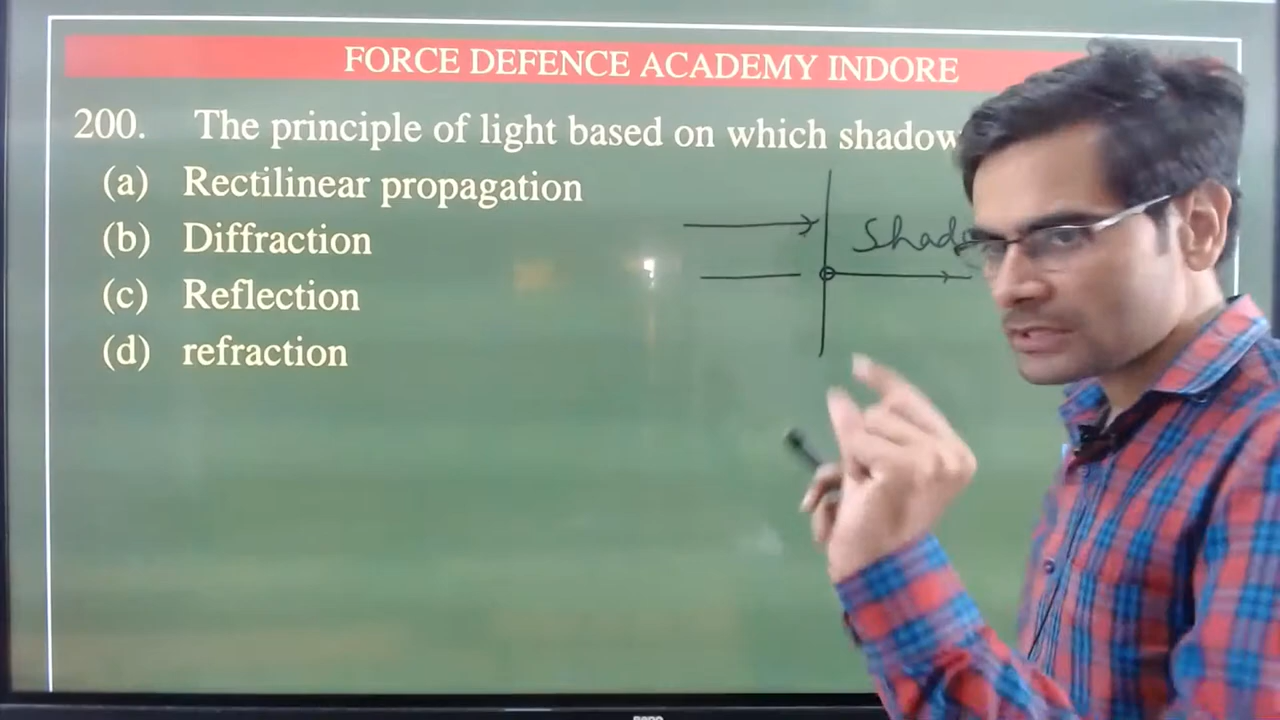 FORCE DEFENCE ACADEMY INDORE
200. The principle of light based on which shadow
(a) Rectilinear propagation
(b) Diffraction
(c) Reflection
(d) refraction